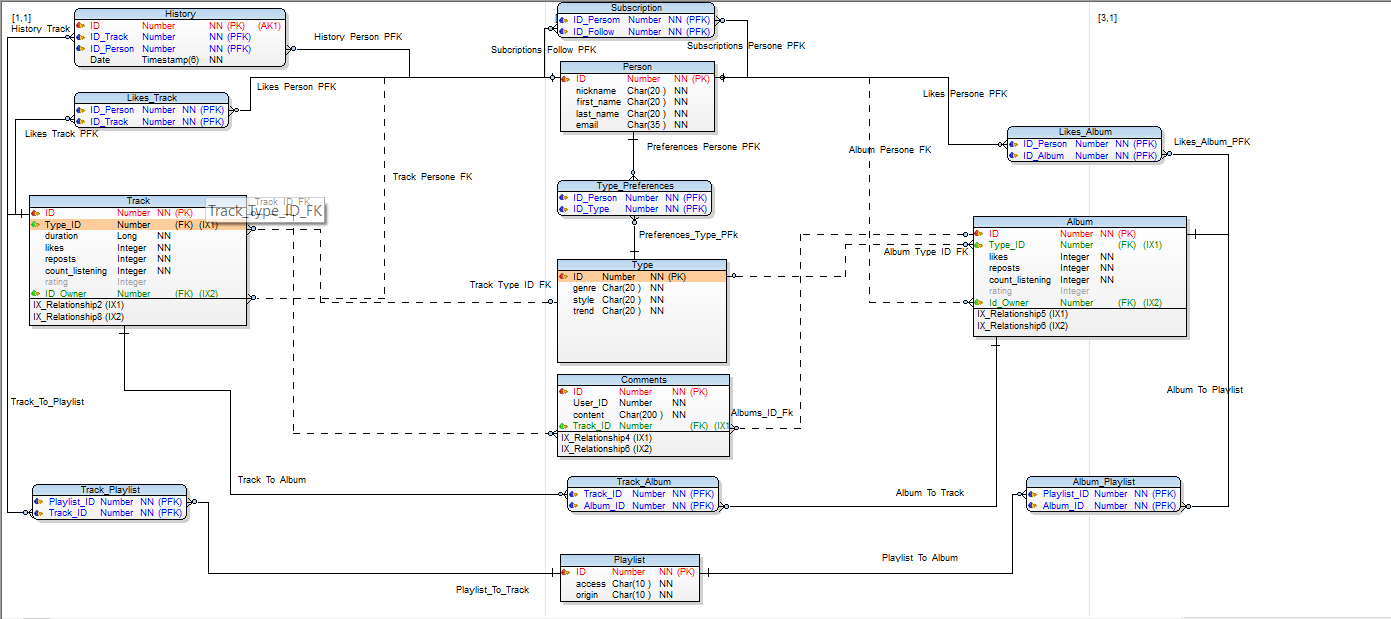 [1,1]
[3,1]
History Track
History
ID Number NN (PK) (AK1)
ID_Track Number NN (PFK)
ID_Person Number NN (PFK)
Date Timestamp(6) NN
History Person PFK
Subscription
ID_Persom Number NN (PFK)
ID_Follow Number NN (PFK)
Subcriptions Follow PFK
Subscriptions Persone PFK
Likes Person PFK
Likes_Track
ID_Person Number NN (PFK)
ID_Track Number NN (PFK)
Likes Track PFK
Person
ID Number NN (PK)
nickname Char(20 ) NN
first_name Char(20 ) NN
last_name Char(20 ) NN
email Char(35 ) NN
Likes Persone PFK
Likes_Album
ID_Person Number NN (PFK)
ID_Album Number NN (PFK)
Likes_Album_PFK
Preferences Persone PFK
Album Persone FK
Track Persone FK
Type_Preferences
ID_Person Number NN (PFK)
ID_Type Number NN (PFK)
Preferences_Type_PFk
Track
ID Number NN (PK)
Type_ID Number (FK) (IX1)
duration Long NN
likes Integer NN
reposts Integer NN
count_listening Integer NN
rating Integer
ID_Owner Number (FK) (IX2)
IX_Relationship2 (IX1)
IX_Relationship8 (IX2)
Track_ID_FK
Track_Type_ID_FK
Track Type ID FK
Type
ID Number NN (PK)
genre Char(20 ) NN
style Char(20 ) NN
trend Char(20 ) NN
Album Type ID FK
Album
ID Number NN (PK)
Type_ID Number (FK) (IX1)
likes Integer NN
reposts Integer NN
count_listening Integer NN
rating Integer
Id_Owner Number (FK) (IX2)
IX_Relationship5 (IX1)
IX_Relationship6 (IX2)
Comments
ID Number NN (PK)
User_ID Number NN
content Char(200 ) NN
Track_ID Number (FK) (IX1
IX_Relationship4 (IX1)
IX_Relationship6 (IX2)
Albums_ID_Fk
Album To Playlist
Track_To_Playlist
Track To Album
Track_Playlist
Playlist_ID Number NN (PFK)
Track_ID Number NN (PFK)
Track_Album
Track_ID Number NN (PFK)
Album_ID Number NN (PFK)
Album To Track
Album_Playlist
Playlist_ID Number NN (PFK)
Album_ID Number NN (PFK)
Playlist
ID Number NN (PK)
access Char(10 ) NN
origin Char(10 ) NN
Playlist_To_Track
Playlist To Album